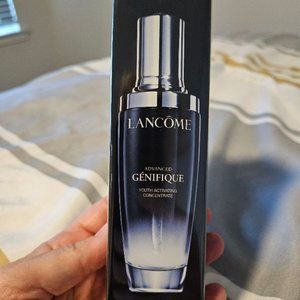 LANCÔME
ADVANCED
GÉNIFIQUE
YOUTH ACTIVATING
CONCENTRATE